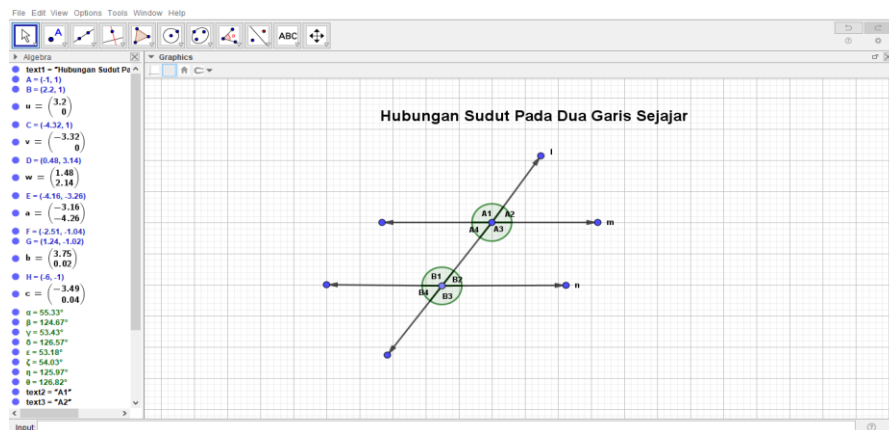 File Edit View Options Tools Window Help
A
ABC
Algebra
Graphics
text1 = "Hubungan Sudut Pa
A = (-1, 1)
B = (2.2, 1)
u = (3.2 0)
C = (-4.32, 1)
v = (-3.32 0)
D = (0.48, 3.14)
w = (1.48 2.14)
E = (-4.16, -3.26)
a = (-3.16 -4.26)
F = (-2.51, -1.04)
G = (1.24, -1.02)
b = (3.75 0.02)
H = (-6, -1)
c = (-3.49 0.04)
α = 55.33°
β = 124.67°
γ = 53.43°
δ = 126.57°
ε = 53.18°
ζ = 54.03°
η = 125.97°
θ = 126.82°
text2 = "A1"
text3 = "A2"
Hubungan Sudut Pada Dua Garis Sejajar
l
A1 A2
m
A4 A3
B1 B2
n
B4 B3
Input: